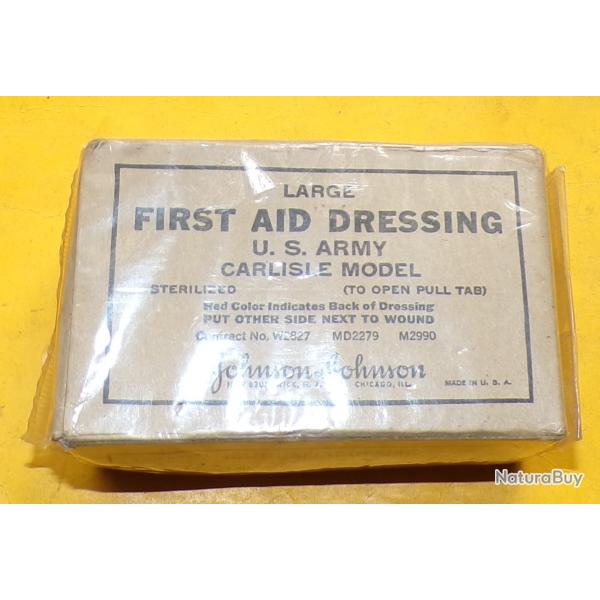 LARGE
FIRST AID DRESSING
U. S. ARMY
CARLISLE MODEL
STERILIZED (TO OPEN PULL TAB)
Red Color Indicates Back of Dressing
PUT OTHER SIDE NEXT TO WOUND
Contract No. W2827 MD2279 M2990
Johnson & Johnson
CHICAGO, ILL.
MADE IN U. S. A.
NaturaBuy